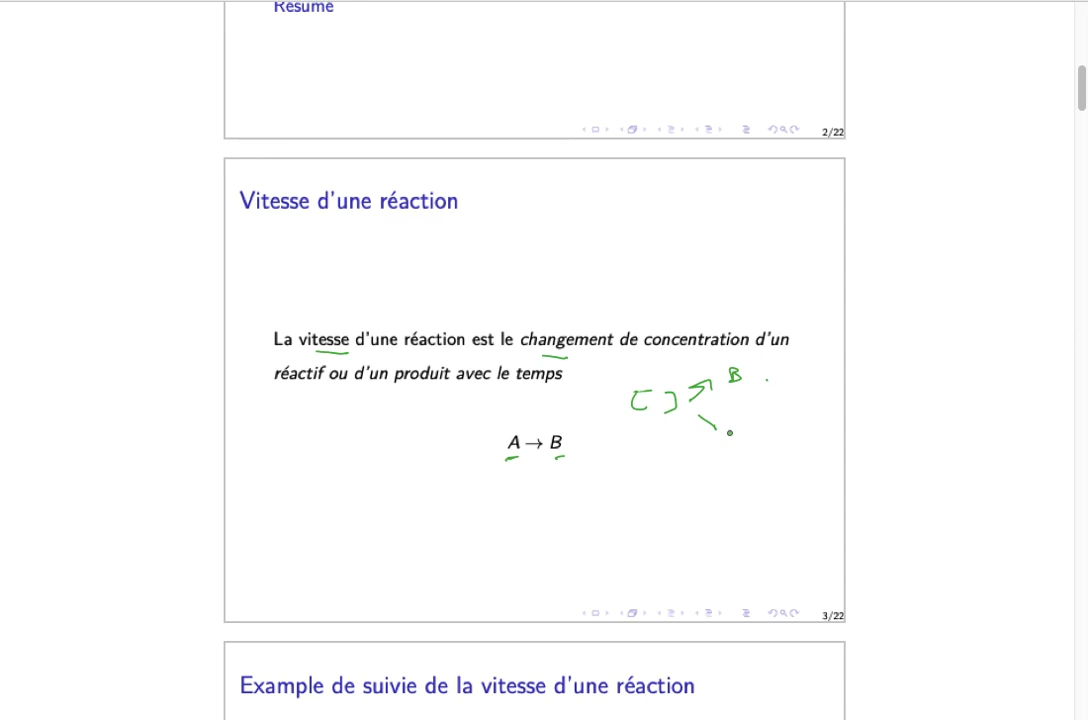 Résumé
2/22
Vitesse d'une réaction
La vitesse d'une réaction est le changement de concentration d'un
réactif ou d'un produit avec le temps
[ ] ↗ B
A → B
3/22
Example de suivie de la vitesse d'une réaction